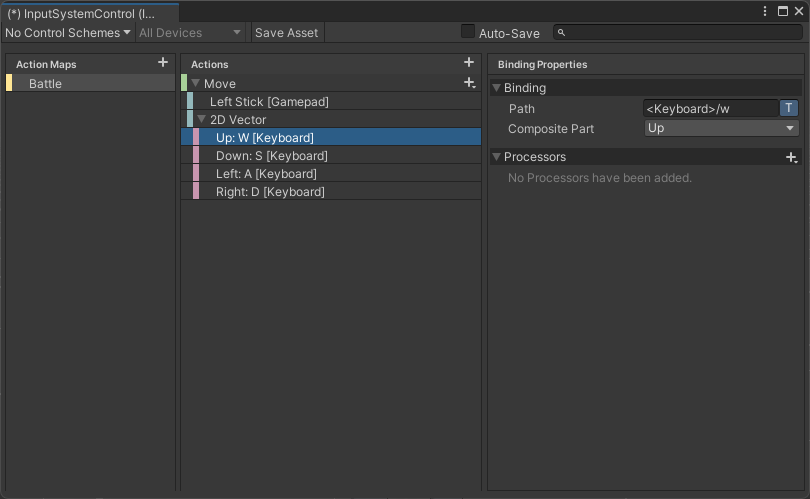 (*) InputSystemControl (I...
No Control Schemes All Devices Save Asset Auto-Save
Action Maps + Actions + Binding Properties
Battle
Move +
Left Stick [Gamepad]
2D Vector
Up: W [Keyboard]
Down: S [Keyboard]
Left: A [Keyboard]
Right: D [Keyboard]
Binding
Path <Keyboard>/w T
Composite Part Up
Processors +
No Processors have been added.